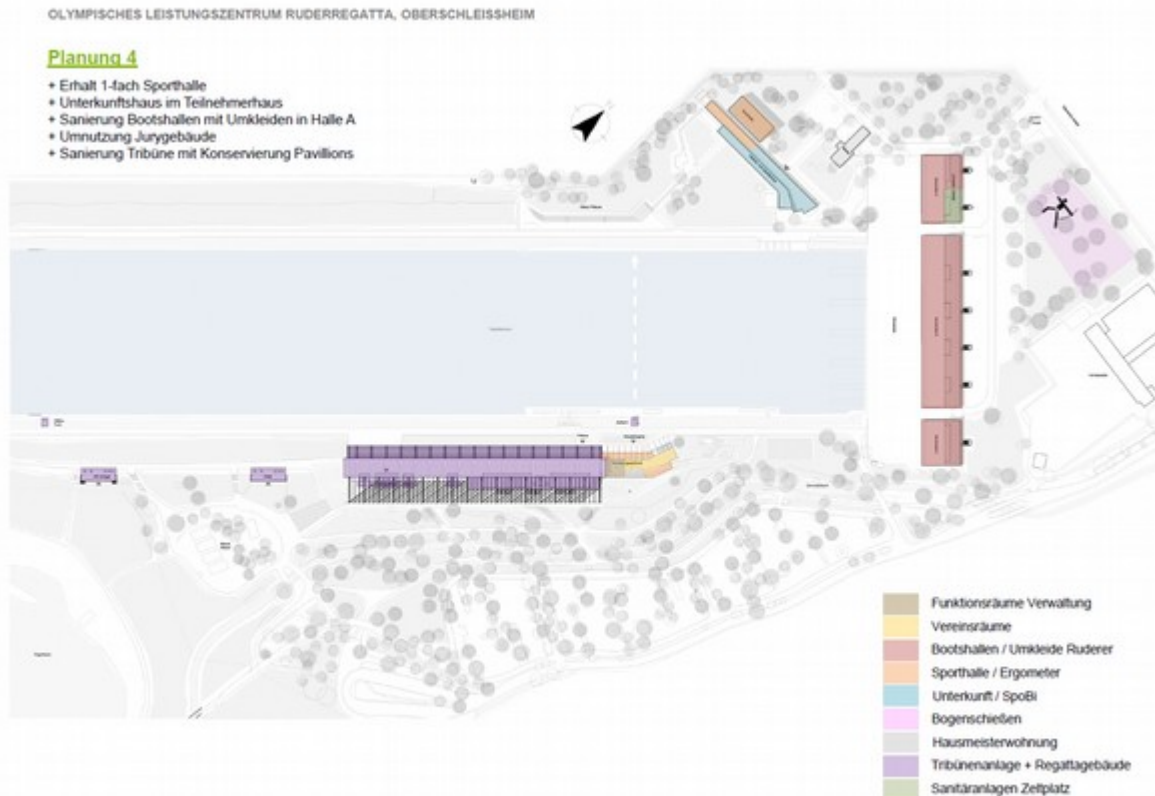 OLYMPISCHES LEISTUNGSZENTRUM RUDERREGATTA, OBERSCHLEISSHEIM
Planung 4
+ Erhalt 1-fach Sporthalle
+ Unterkunftshaus im Teilnehmerhaus
+ Sanierung Bootshallen mit Umkleiden in Halle A
+ Umnutzung Jurygebäude
+ Sanierung Tribüne mit Konservierung Pavillions
Funktionsräume Verwaltung
Vereinsräume
Bootshallen / Umkleide Ruderer
Sporthalle / Ergometer
Unterkunft / SpoBi
Bogenschießen
Hausmeisterwohnung
Tribünenanlage + Regattagebäude
Sanitäranlagen Zeltplatz